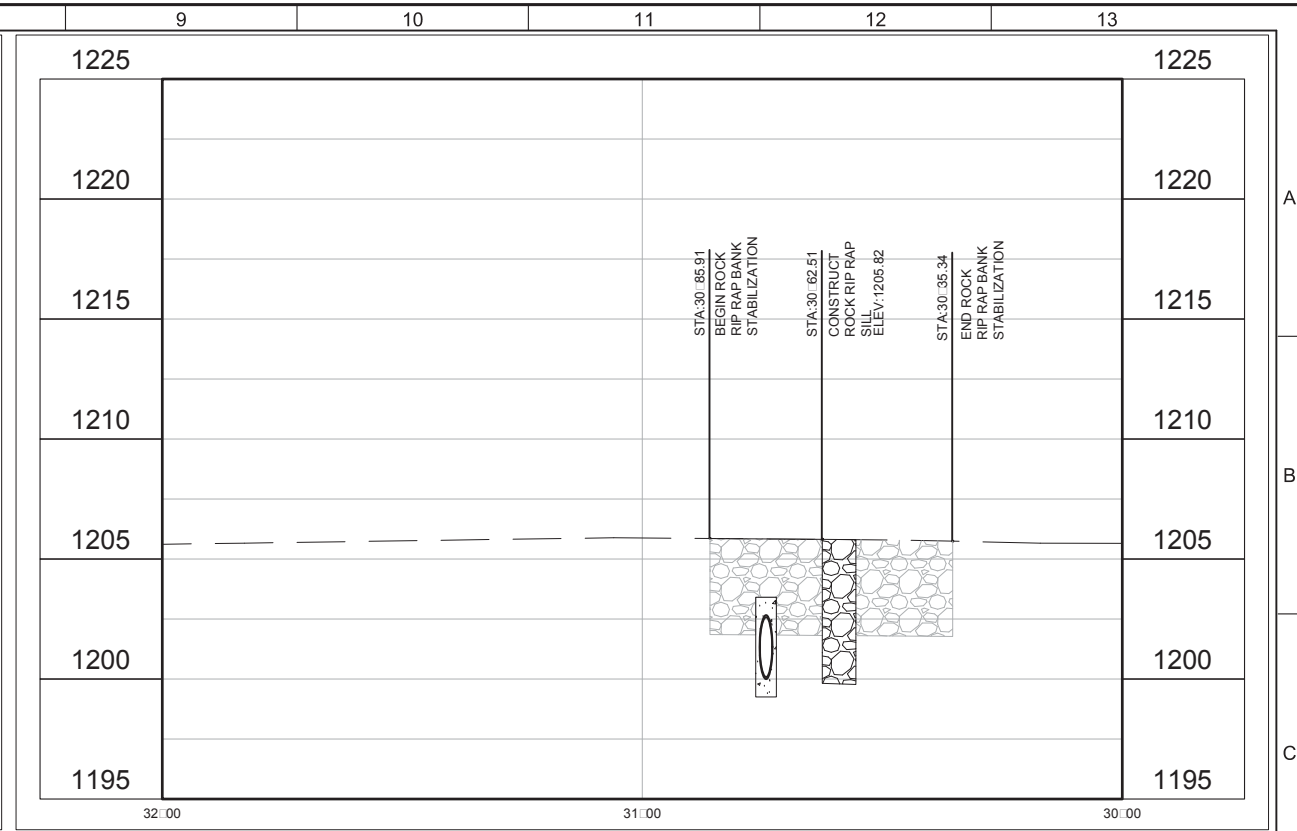 9 10 11 12 13
1225 1225
1220 1220
A
1215 1215
1210 1210
B
1205 1205
1200 1200
C
1195 1195
STA:30□85.91
BEGIN ROCK
RIP RAP BANK
STABILIZATION
STA:30□62.51
CONSTRUCT
ROCK RIP RAP
SILL
ELEV:1205.82
STA:30□35.34
END ROCK
RIP RAP BANK
STABILIZATION
32□00 31□00 30□00